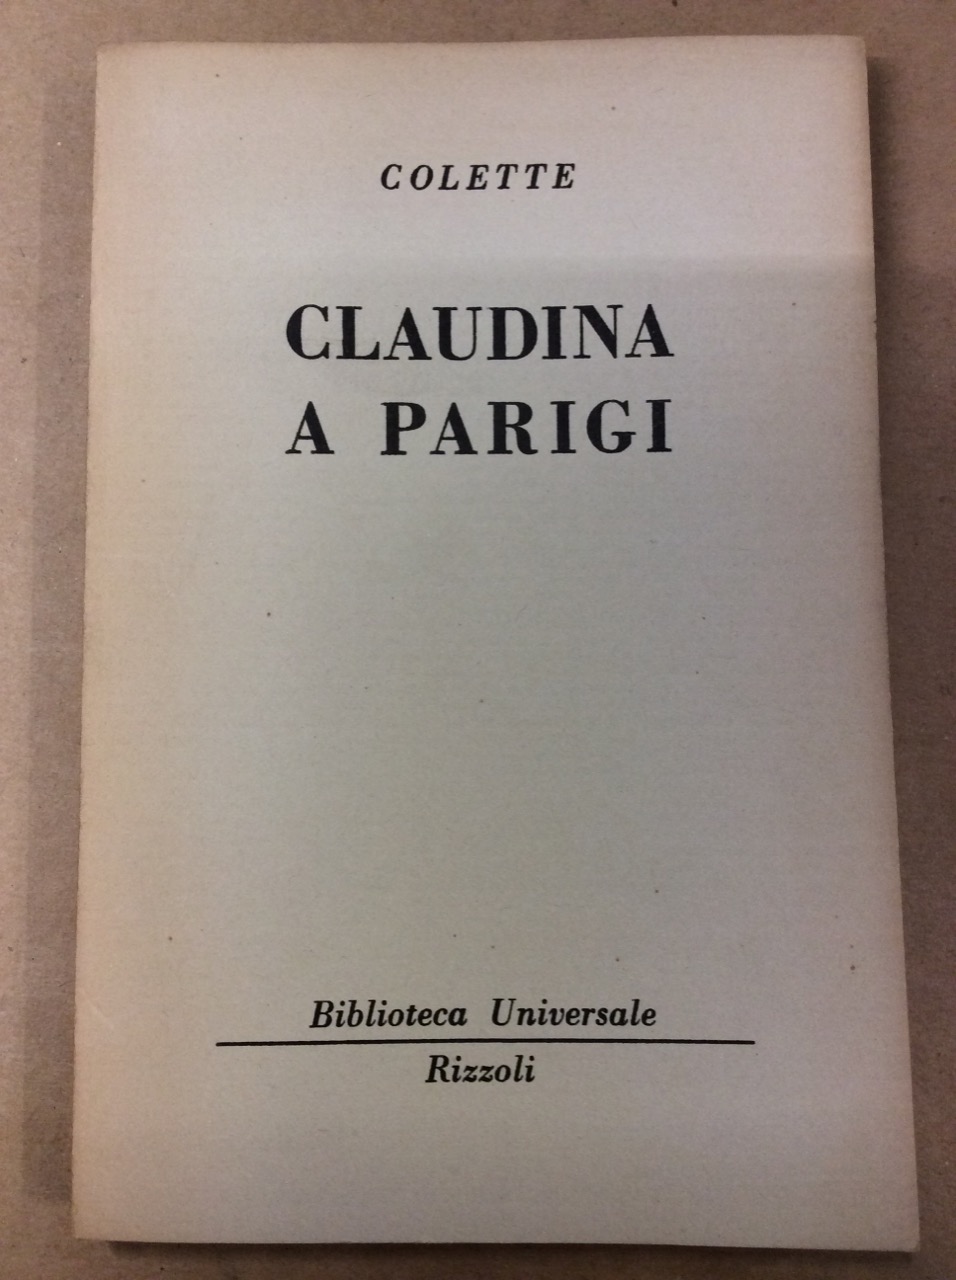 COLETTE
CLAUDINA
A PARIGI
Biblioteca Universale
Rizzoli